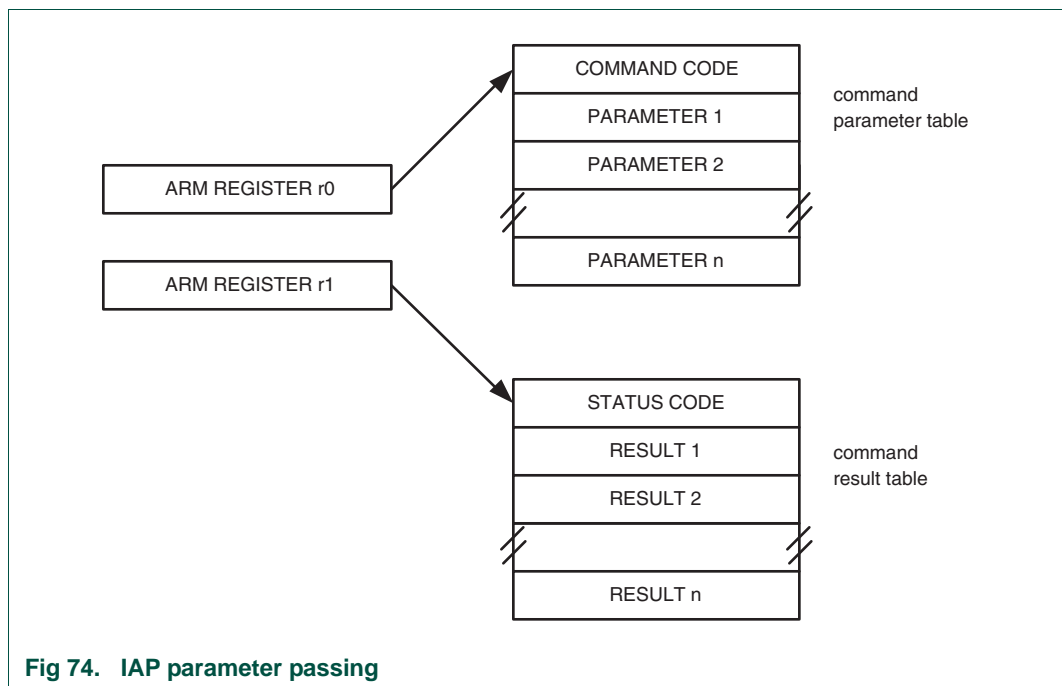 COMMAND CODE
PARAMETER 1
PARAMETER 2
PARAMETER n
command
parameter table
ARM REGISTER r0
ARM REGISTER r1
STATUS CODE
RESULT 1
RESULT 2
RESULT n
command
result table
Fig 74. IAP parameter passing